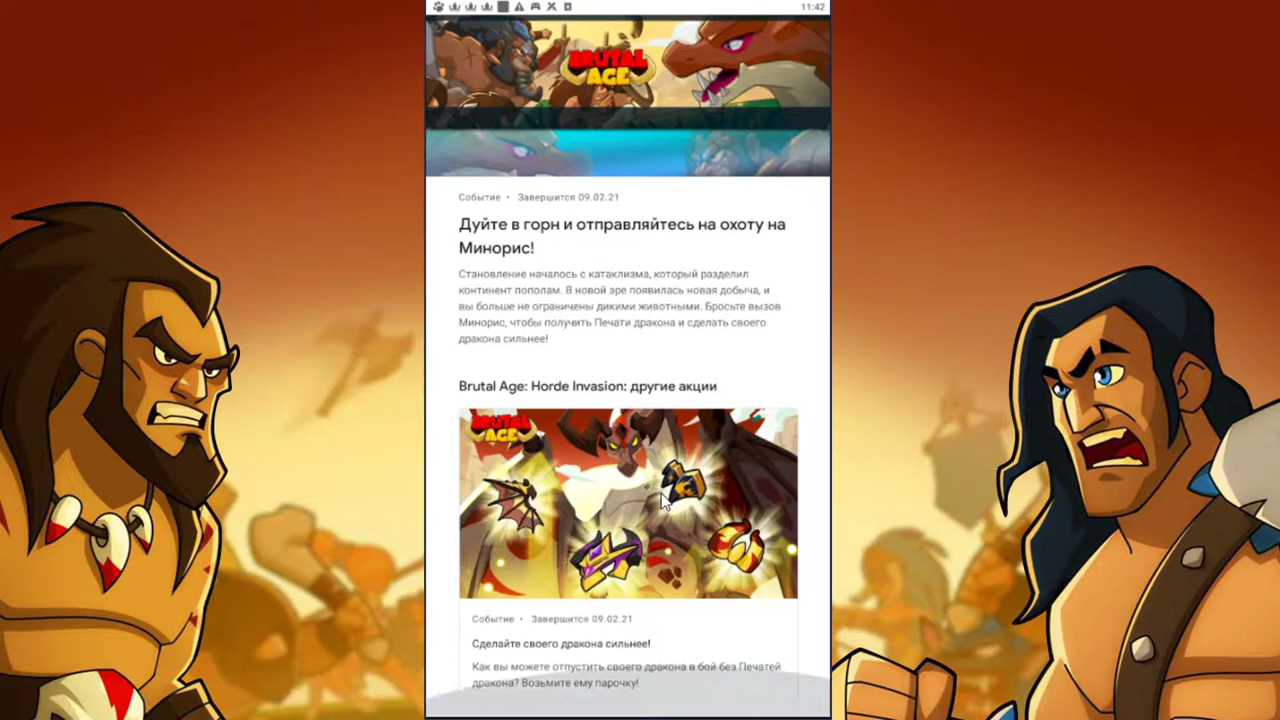 11:42
BRUTAL
AGE
Событие • Завершится 09.02.21
Дуйте в горн и отправляйтесь на охоту на
Минорис!
Становление началось с катаклизма, который разделил
континент пополам. В новой эре появилась новая добыча, и
вы больше не ограничены дикими животными. Бросьте вызов
Минорис, чтобы получить Печати дракона и сделать своего
дракона сильнее!
Brutal Age: Horde Invasion: другие акции
BRUTAL
AGE
Событие • Завершится 09.02.21
Сделайте своего дракона сильнее!
Как вы можете отпустить своего дракона в бой без Печатей
дракона? Возьмите ему парочку!